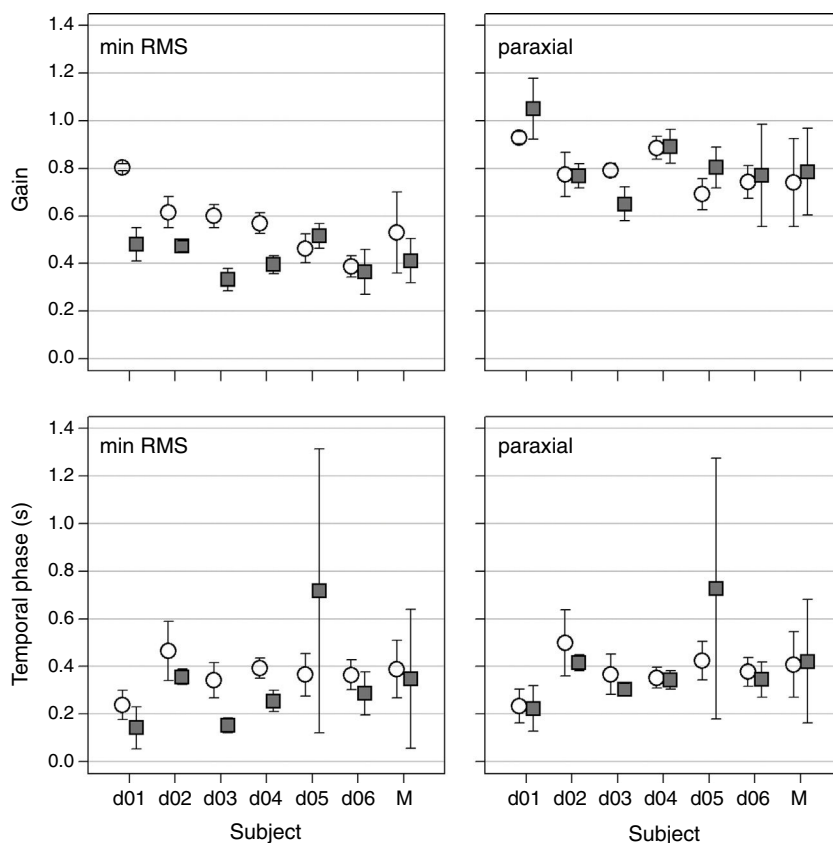 min RMS
paraxial
Gain
1.4
1.2
1.0
0.8
0.6
0.4
0.2
0.0
min RMS
paraxial
Temporal phase (s)
1.4
1.2
1.0
0.8
0.6
0.4
0.2
0.0
d01 d02 d03 d04 d05 d06 M
d01 d02 d03 d04 d05 d06 M
Subject
Subject